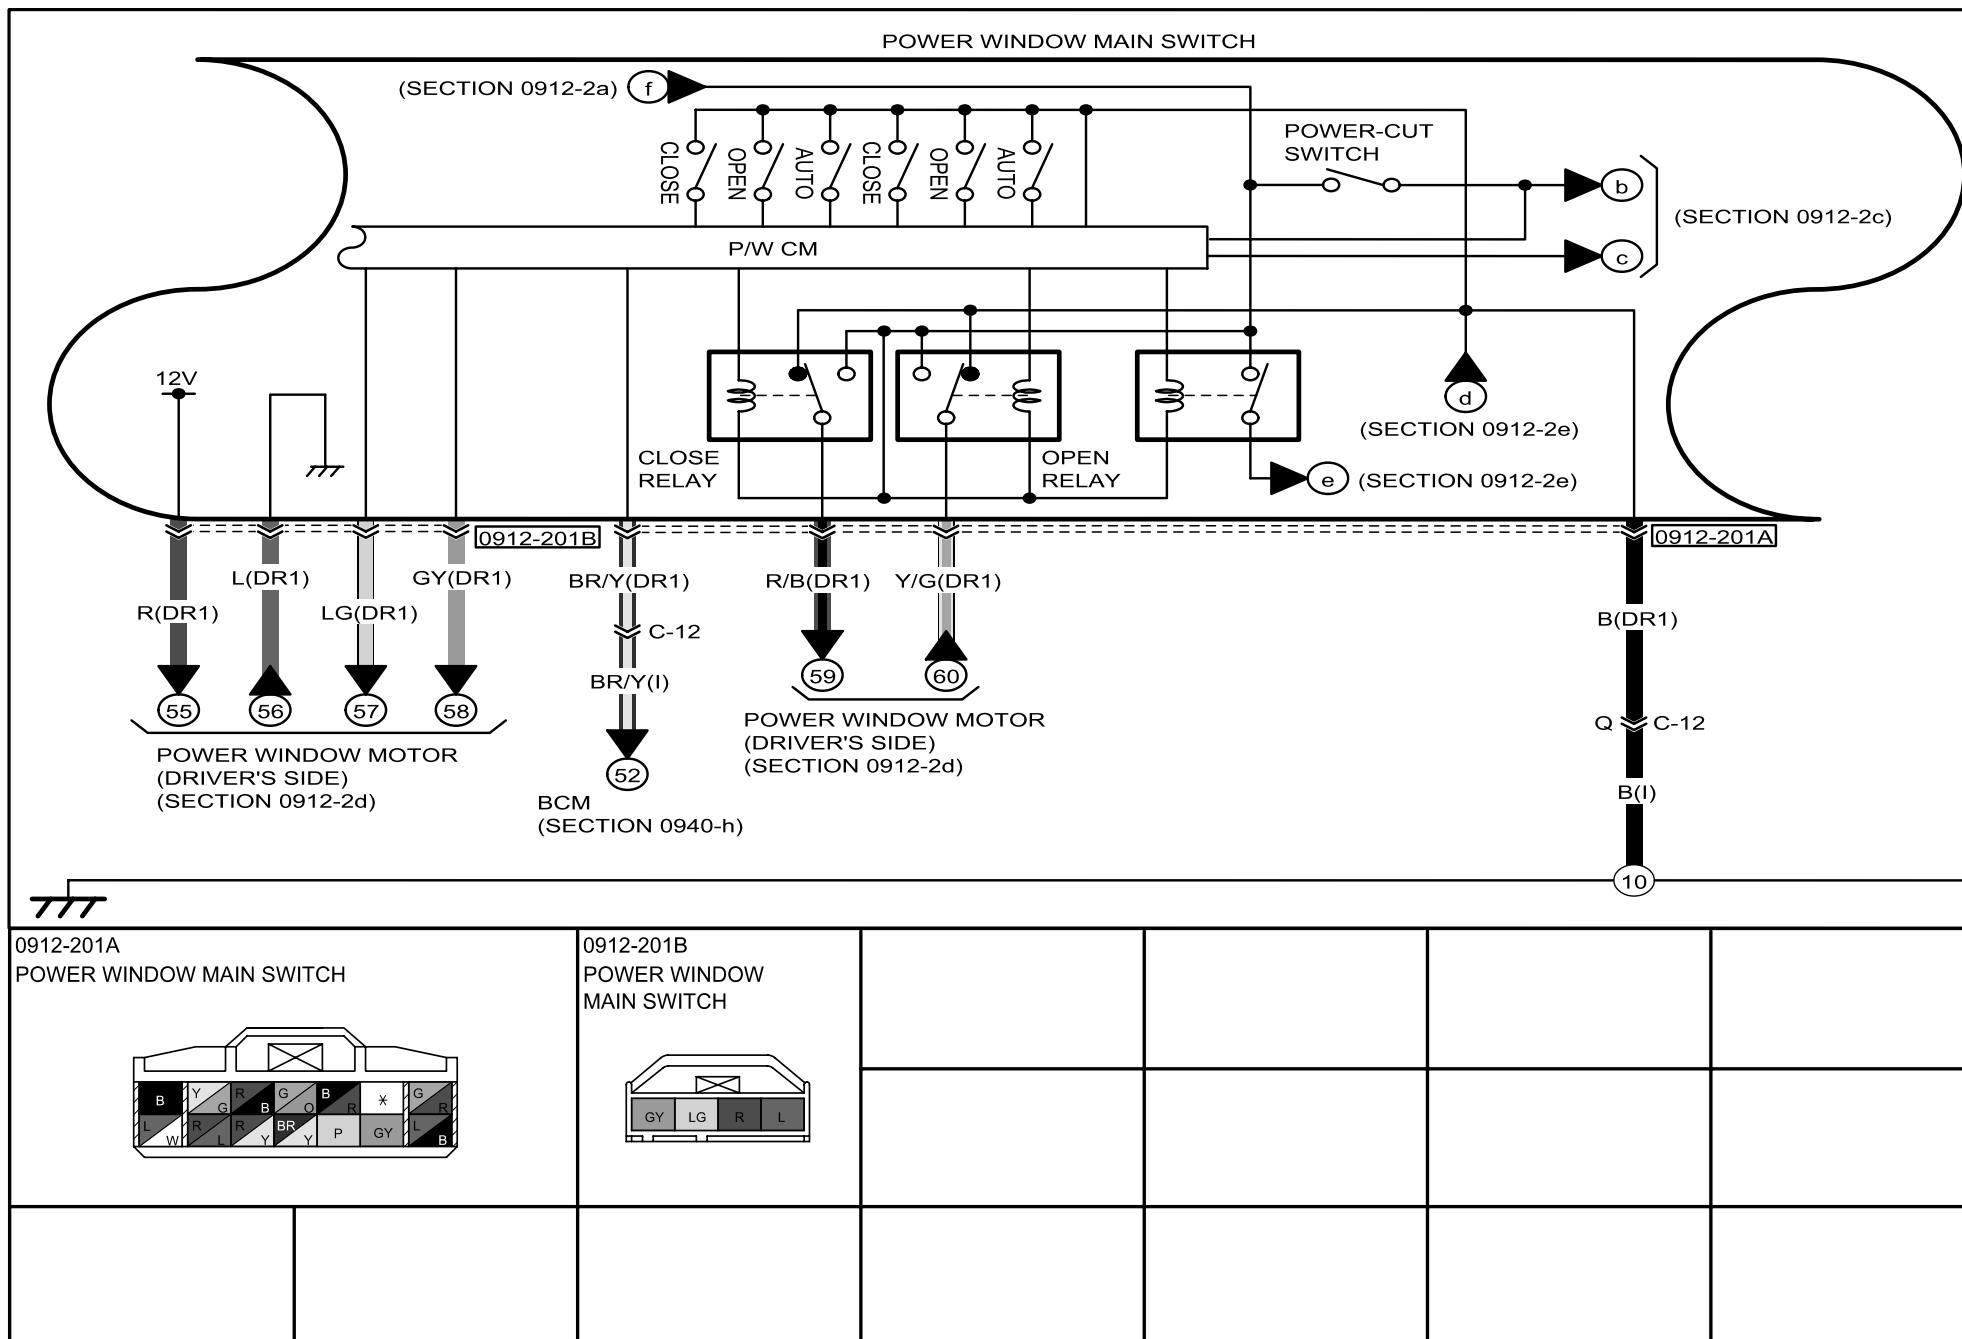 POWER WINDOW MAIN SWITCH
(SECTION 0912-2a) f
POWER-CUT
SWITCH
CLOSE
OPEN
AUTO
CLOSE
OPEN
AUTO
b
(SECTION 0912-2c)
P/W CM
c
12V
d
(SECTION 0912-2e)
CLOSE
RELAY
OPEN
RELAY
e (SECTION 0912-2e)
0912-201B
0912-201A
L(DR1)
GY(DR1)
BR/Y(DR1)
R/B(DR1)
Y/G(DR1)
R(DR1)
LG(DR1)
B(DR1)
C-12
BR/Y(I)
59
60
55
56
57
58
POWER WINDOW MOTOR
(DRIVER'S SIDE)
(SECTION 0912-2d)
Q C-12
POWER WINDOW MOTOR
(DRIVER'S SIDE)
(SECTION 0912-2d)
52
BCM
(SECTION 0940-h)
B(I)
10
0912-201A
POWER WINDOW MAIN SWITCH
B Y G R B G O B R * G R
L W R L R Y BR Y P GY L B
0912-201B
POWER WINDOW
MAIN SWITCH
GY LG R L